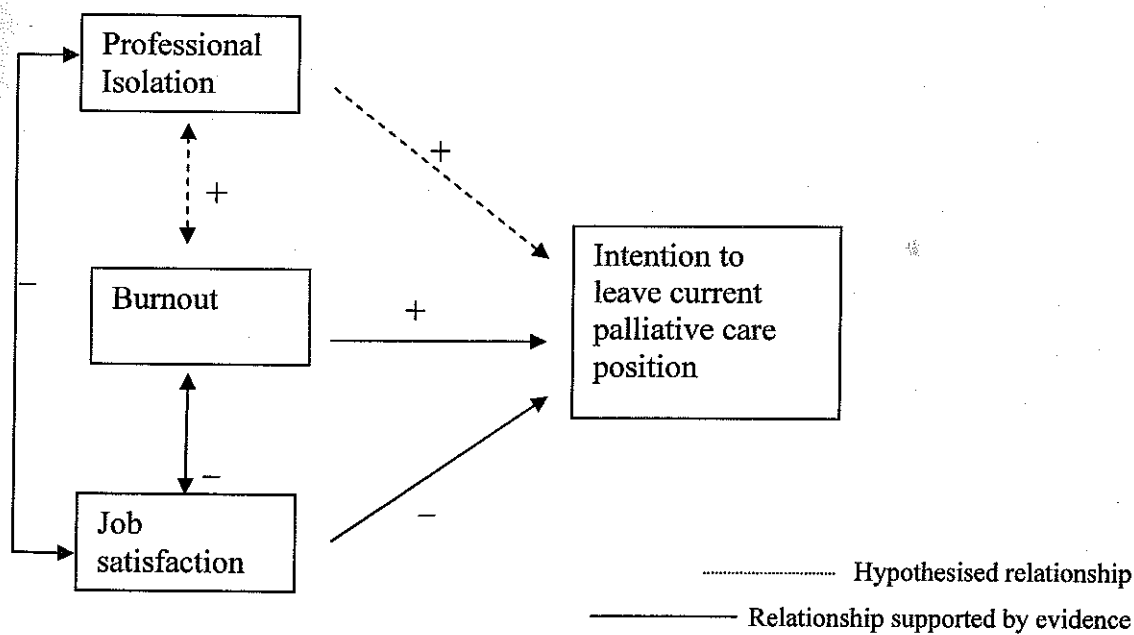 Professional
Isolation
+
+
Burnout
+
Intention to
leave current
palliative care
position
–
–
Job
satisfaction
–
Hypothesised relationship
Relationship supported by evidence